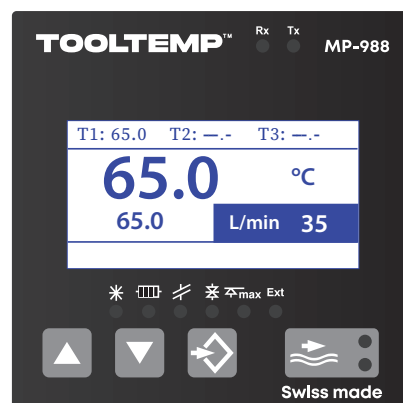 TOOLTEMP™ Rx Tx MP-988
T1: 65.0 T2: –.- T3: –.-
65.0 °C
65.0 L/min 35
max Ext
Swiss made